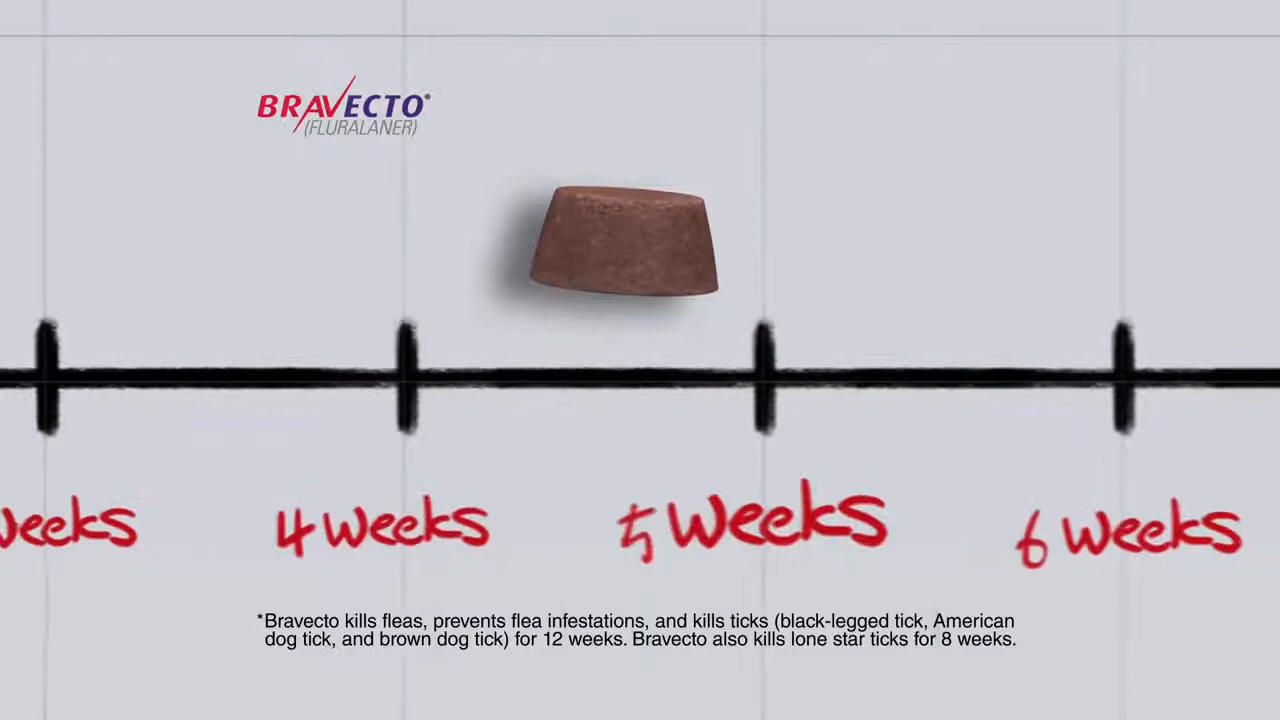 BRAVECTO®
(FLURALANER)
weeks 4 weeks 5 weeks 6 weeks
*Bravecto kills fleas, prevents flea infestations, and kills ticks (black-legged tick, American
dog tick, and brown dog tick) for 12 weeks. Bravecto also kills lone star ticks for 8 weeks.